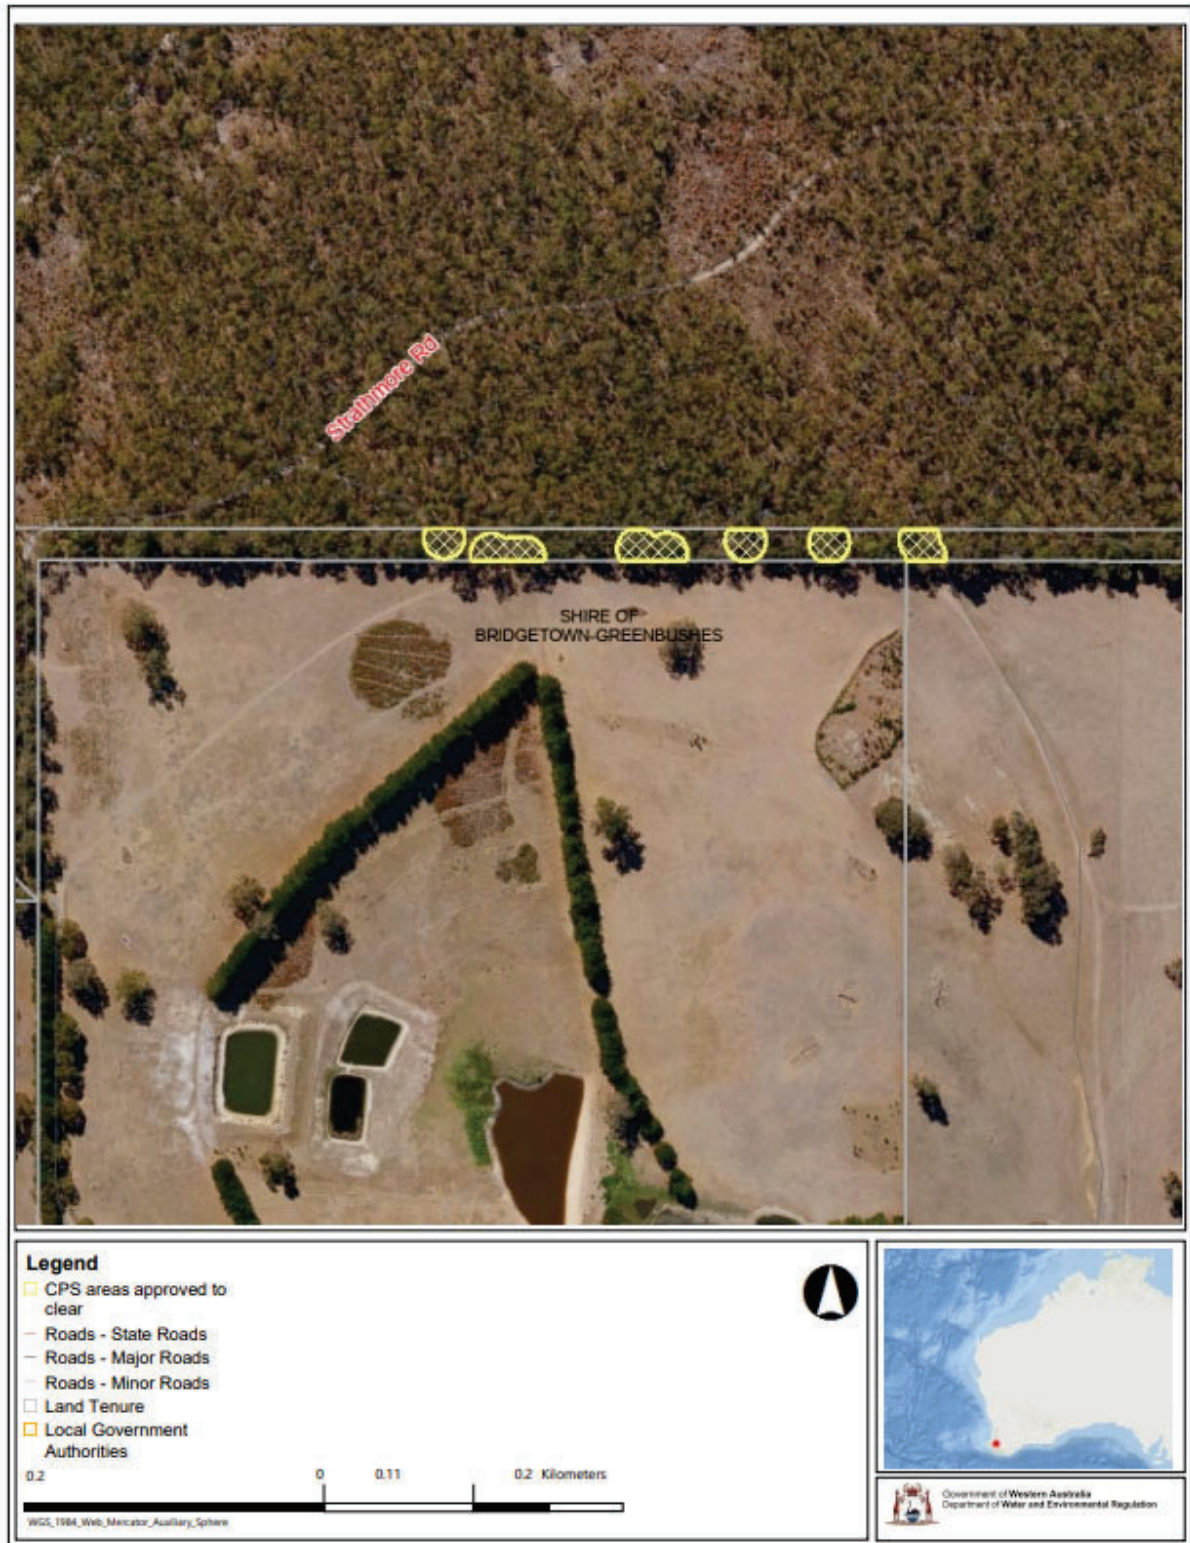 Strathmore Rd
SHIRE OF
BRIDGETOWN-GREENBUSHES
Legend
CPS areas approved to
clear
Roads - State Roads
Roads - Major Roads
Roads - Minor Roads
Land Tenure
Local Government
Authorities
0.2 0 0.11 0.2 Kilometers
WGS_1984_Web_Mercator_Auxiliary_Sphere
Government of Western Australia
Department of Water and Environmental Regulation